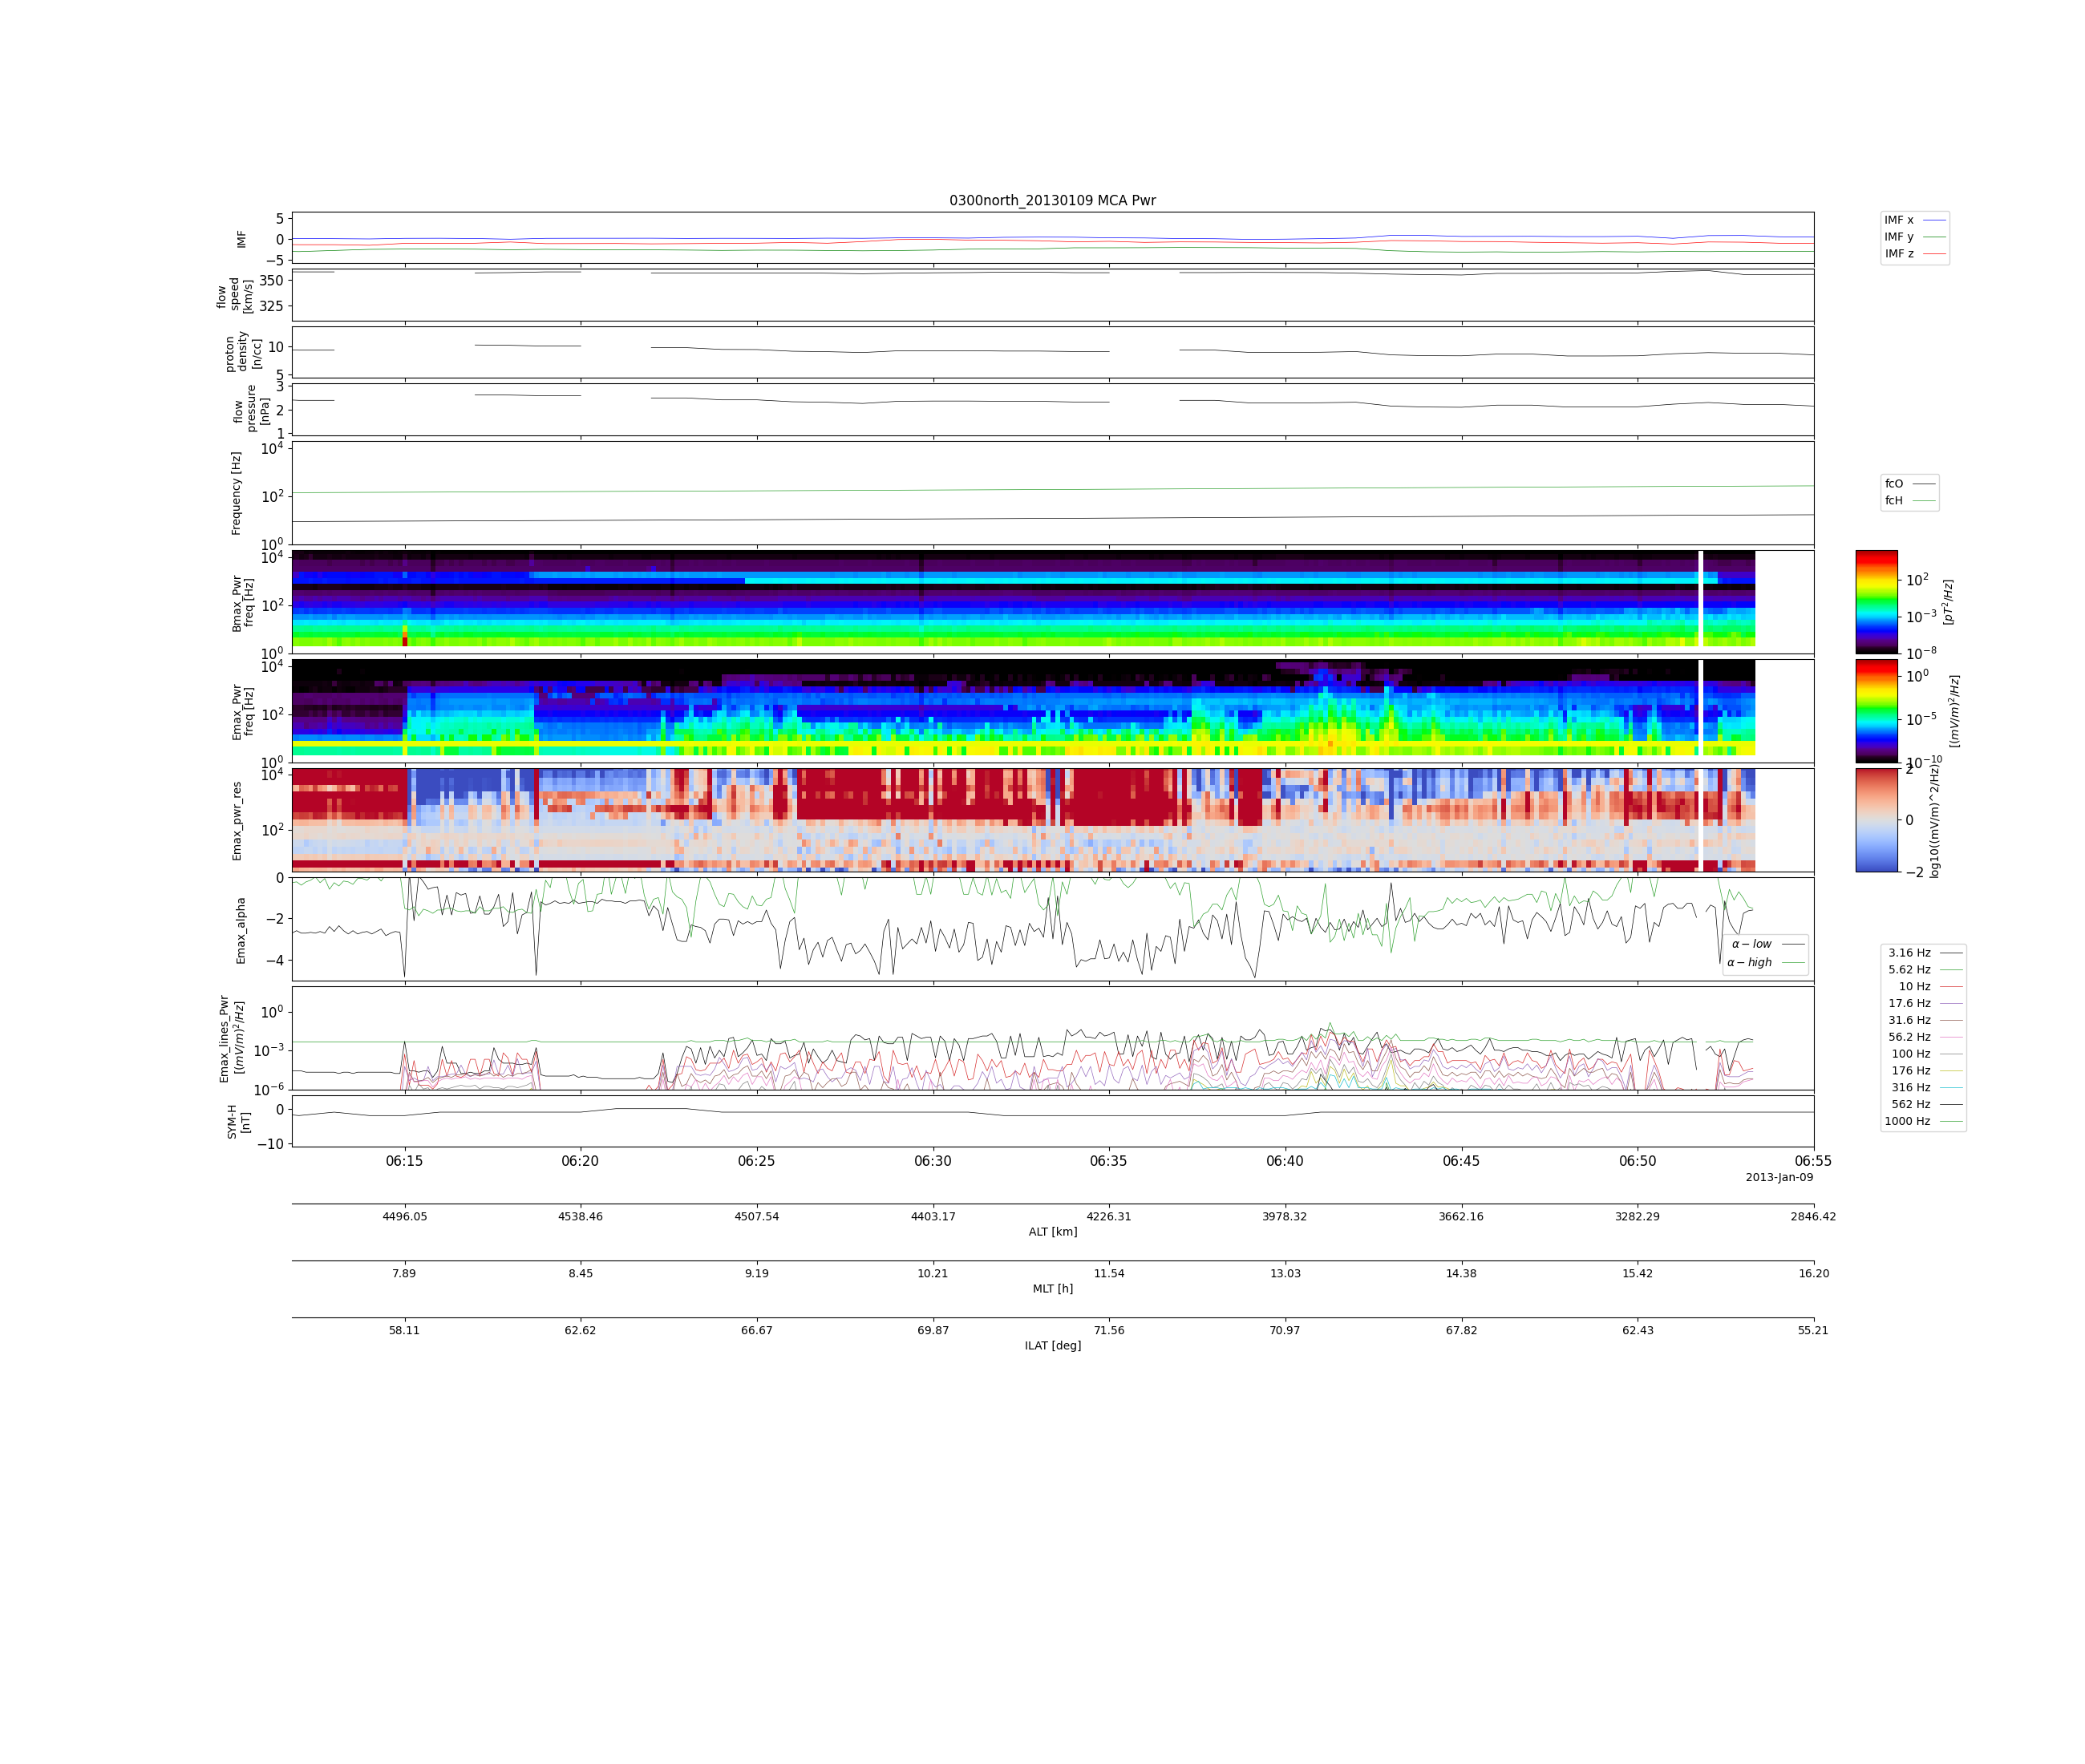 0300north_20130109 MCA Pwr
IMF
5
0
−5
IMF x
IMF y
IMF z
flow
speed
[km/s]
350
325
proton
density
[n/cc]
10
5
flow
pressure
[nPa]
3
2
1
Frequency [Hz]
10^4
10^2
10^0
fcO
fcH
Bmax_Pwr
freq [Hz]
10^4
10^2
10^0
10^2
10^−3
10^−8
[pT^2/Hz]
Emax_Pwr
freq [Hz]
10^4
10^2
10^0
10^0
10^−5
10^−10
[(mV/m)^2/Hz]
Emax_pwr_res
10^4
10^2
2
0
−2
log10((mV/m)^2/Hz)
Emax_alpha
0
−2
−4
α − low
α − high
Emax_lines_Pwr
[(mV/m)^2/Hz]
10^0
10^−3
10^−6
3.16 Hz
5.62 Hz
10 Hz
17.6 Hz
31.6 Hz
56.2 Hz
100 Hz
176 Hz
316 Hz
562 Hz
1000 Hz
SYM-H
[nT]
0
−10
06:15 06:20 06:25 06:30 06:35 06:40 06:45 06:50 06:55
2013-Jan-09
4496.05 4538.46 4507.54 4403.17 4226.31 3978.32 3662.16 3282.29 2846.42
ALT [km]
7.89 8.45 9.19 10.21 11.54 13.03 14.38 15.42 16.20
MLT [h]
58.11 62.62 66.67 69.87 71.56 70.97 67.82 62.43 55.21
ILAT [deg]